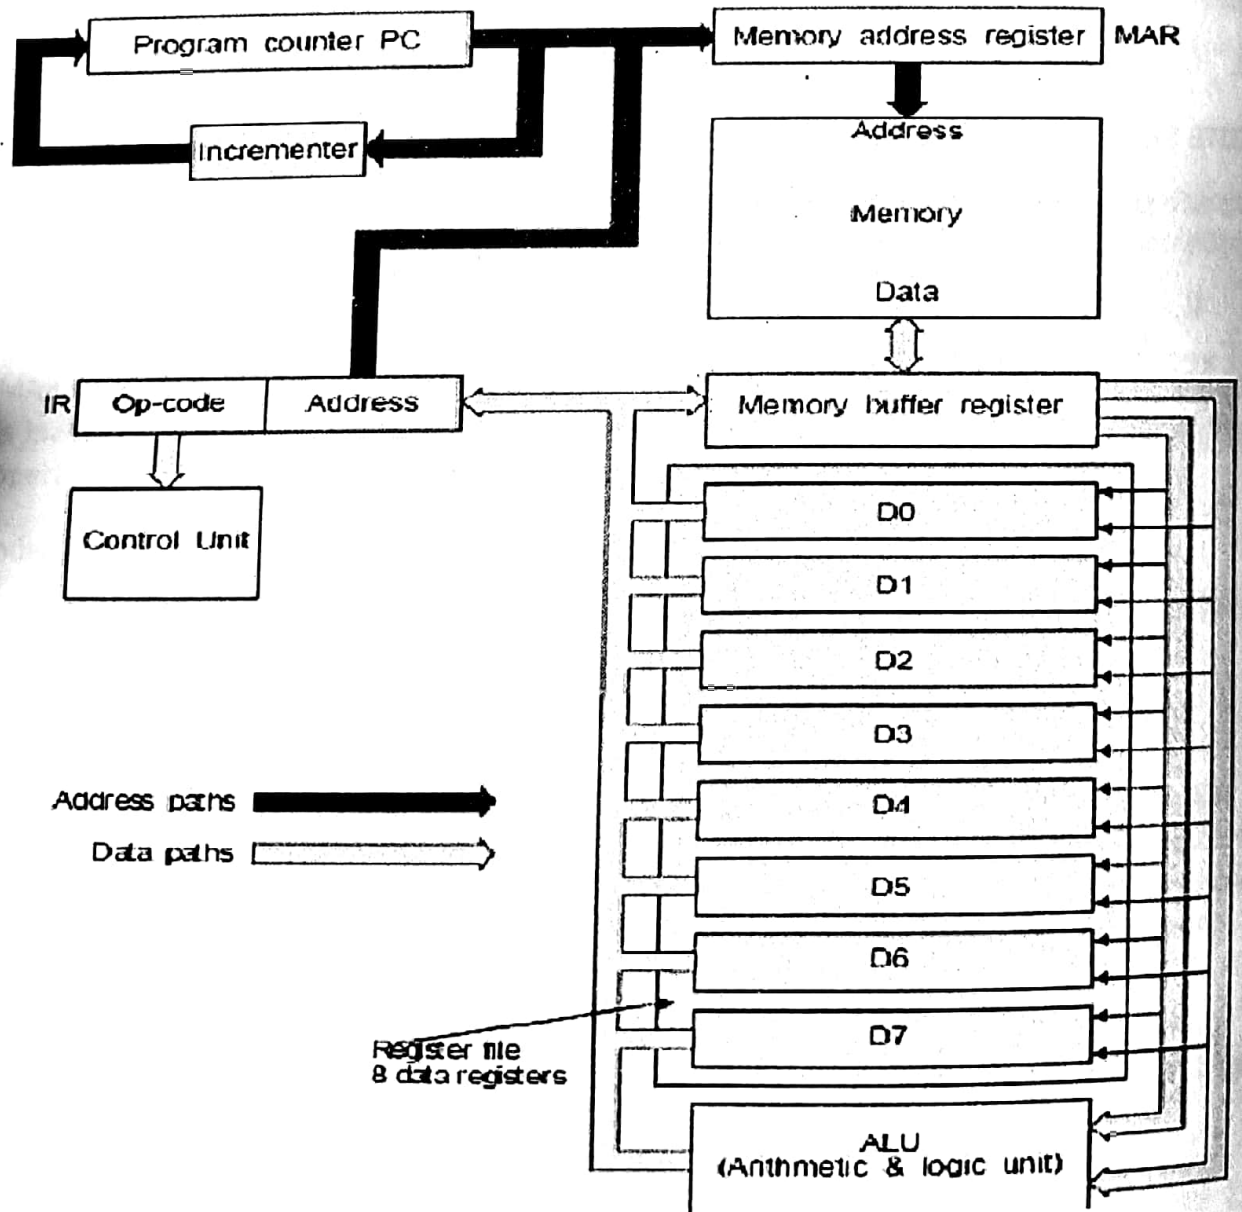 Program counter PC
Memory address register
MAR
Incrementer
Address
Memory
Data
IR
Op-code
Address
Memory buffer register
Control Unit
D0
D1
D2
D3
Address paths
D4
Data paths
D5
D6
D7
Register file
8 data registers
ALU
(Arithmetic & logic unit)